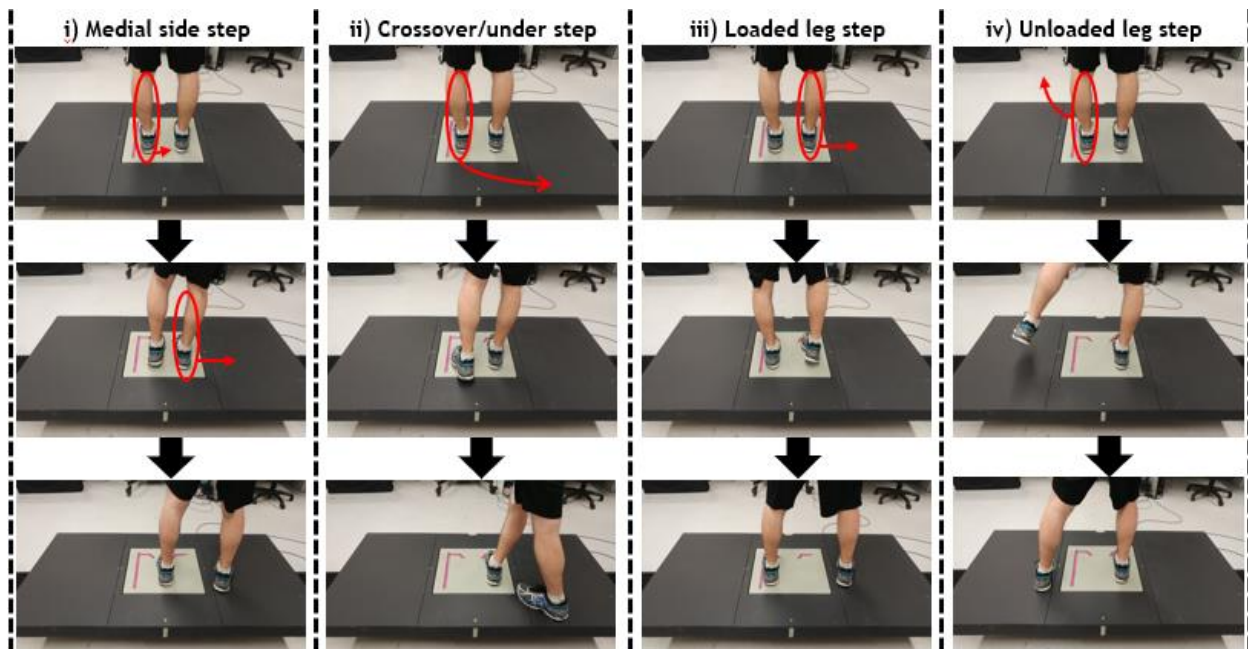 i) Medial side step
ii) Crossover/under step
iii) Loaded leg step
iv) Unloaded leg step